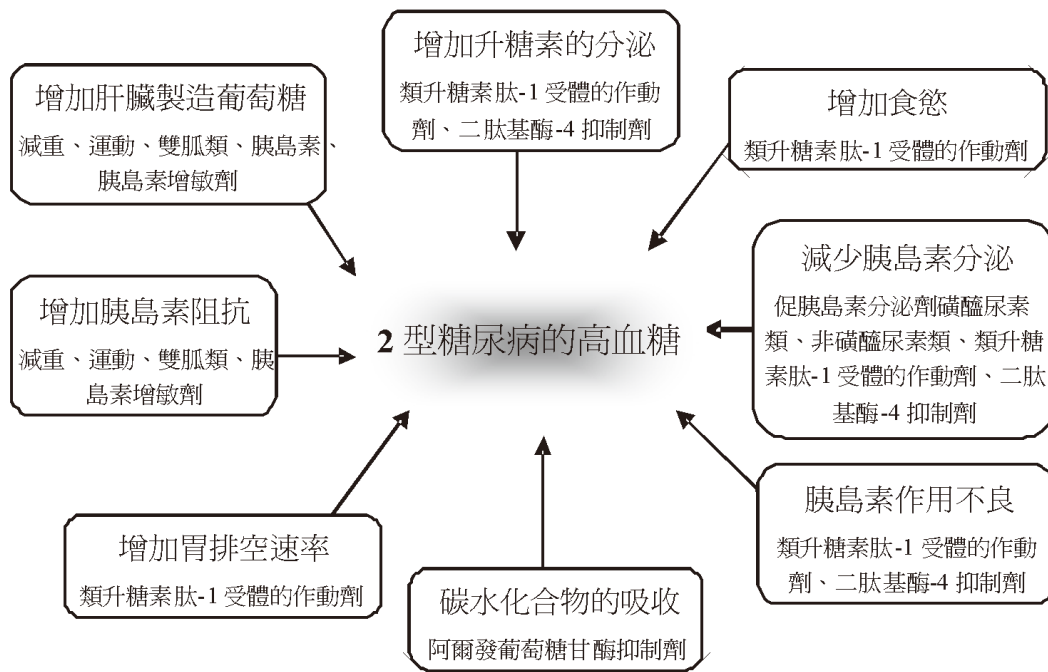 增加升糖素的分泌
類升糖素肽-1 受體的作動
劑、二肽基酶-4 抑制劑
增加肝臟製造葡萄糖
減重、運動、雙胍類、胰島素、
胰島素增敏劑
增加食慾
類升糖素肽-1 受體的作動劑
減少胰島素分泌
促胰島素分泌劑磺醯尿素
類、非磺醯尿素類、類升糖
素肽-1 受體的作動劑、二肽
基酶-4 抑制劑
增加胰島素阻抗
減重、運動、雙胍類、胰
島素增敏劑
2 型糖尿病的高血糖
胰島素作用不良
類升糖素肽-1 受體的作動
劑、二肽基酶-4 抑制劑
增加胃排空速率
類升糖素肽-1 受體的作動劑
碳水化合物的吸收
阿爾發葡萄糖甘酶抑制劑